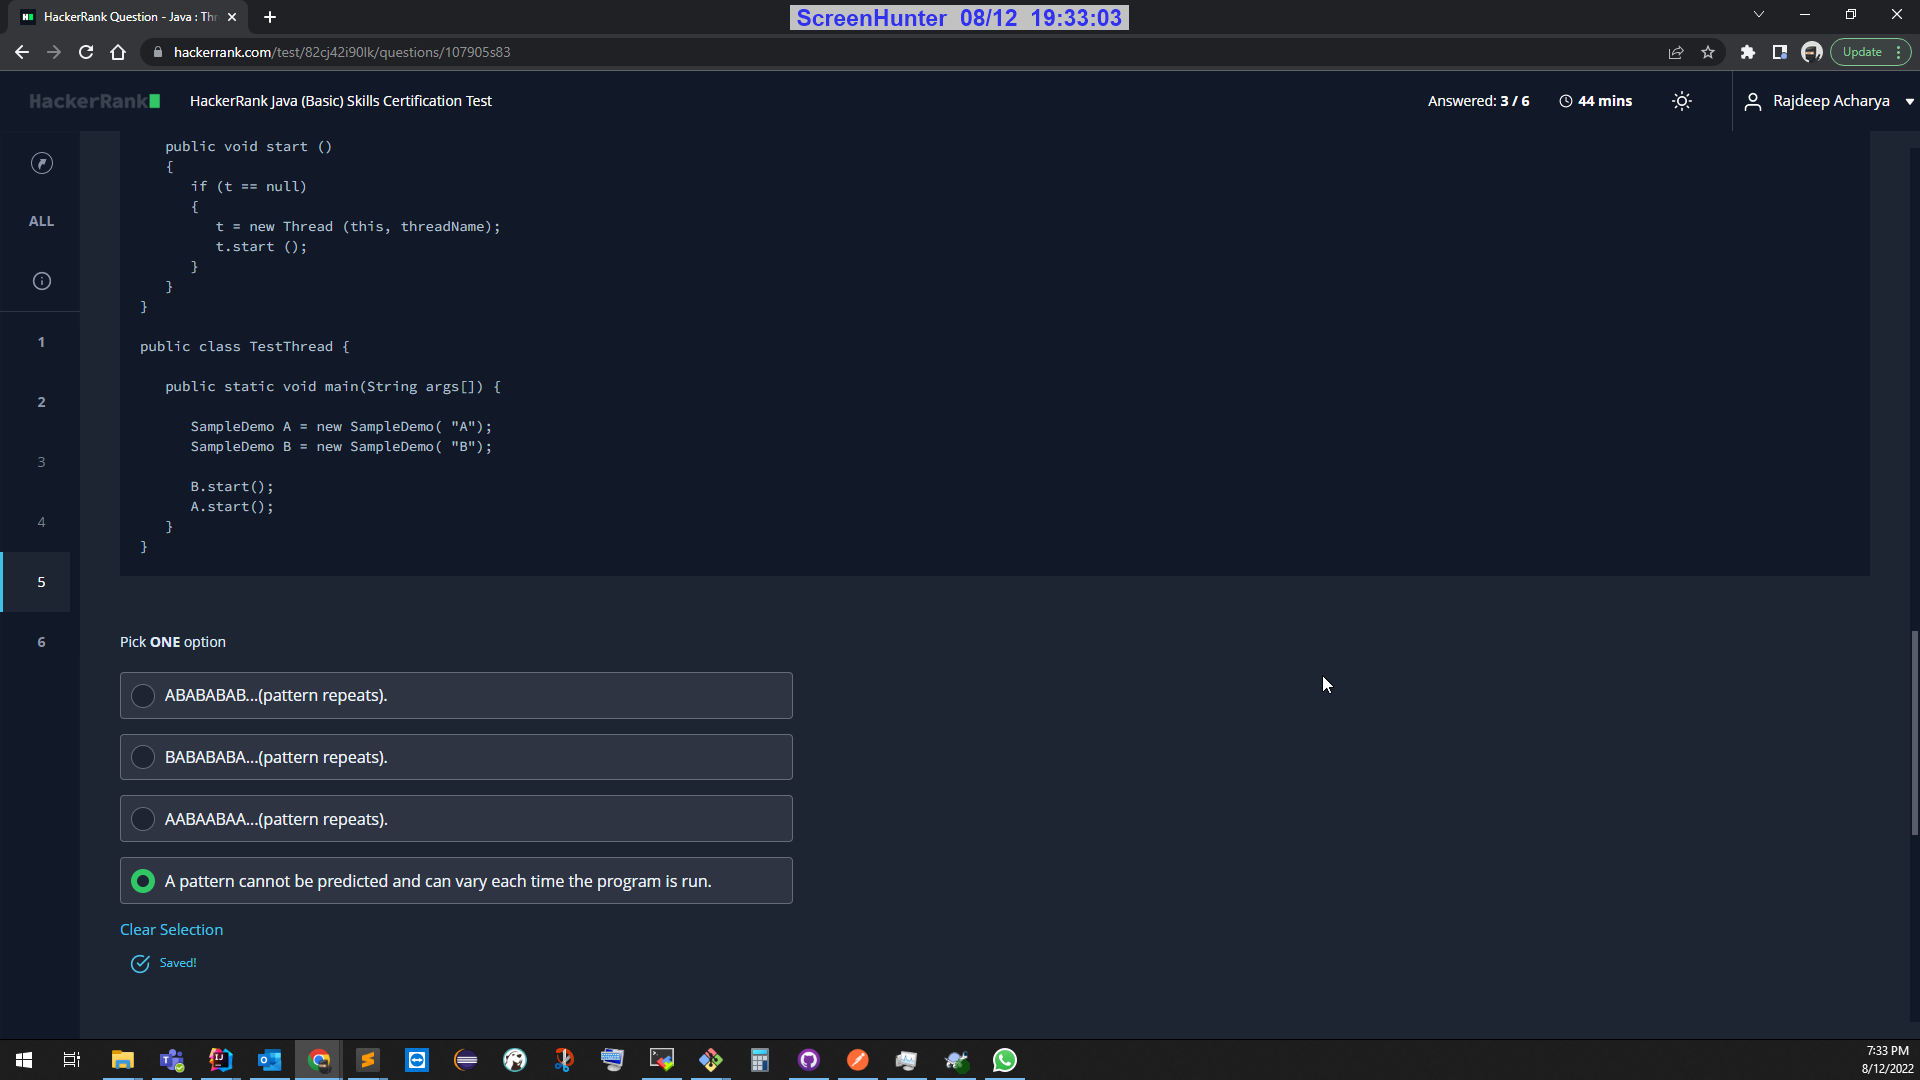 HackerRank Question - Java : Thr
ScreenHunter 08/12 19:33:03
hackerrank.com/test/82cj42i90lk/questions/107905s83
Update
HackerRank
HackerRank Java (Basic) Skills Certification Test
Answered: 3 / 6
44 mins
Rajdeep Acharya
ALL
1
2
3
4
5
6
public void start ()
{
if (t == null)
{
t = new Thread (this, threadName);
t.start ();
}
}
}
public class TestThread {
public static void main(String args[]) {
SampleDemo A = new SampleDemo( "A");
SampleDemo B = new SampleDemo( "B");
B.start();
A.start();
}
}
Pick ONE option
ABABABAB...(pattern repeats).
BABABABA...(pattern repeats).
AABAABAA...(pattern repeats).
A pattern cannot be predicted and can vary each time the program is run.
Clear Selection
Saved!
7:33 PM
8/12/2022